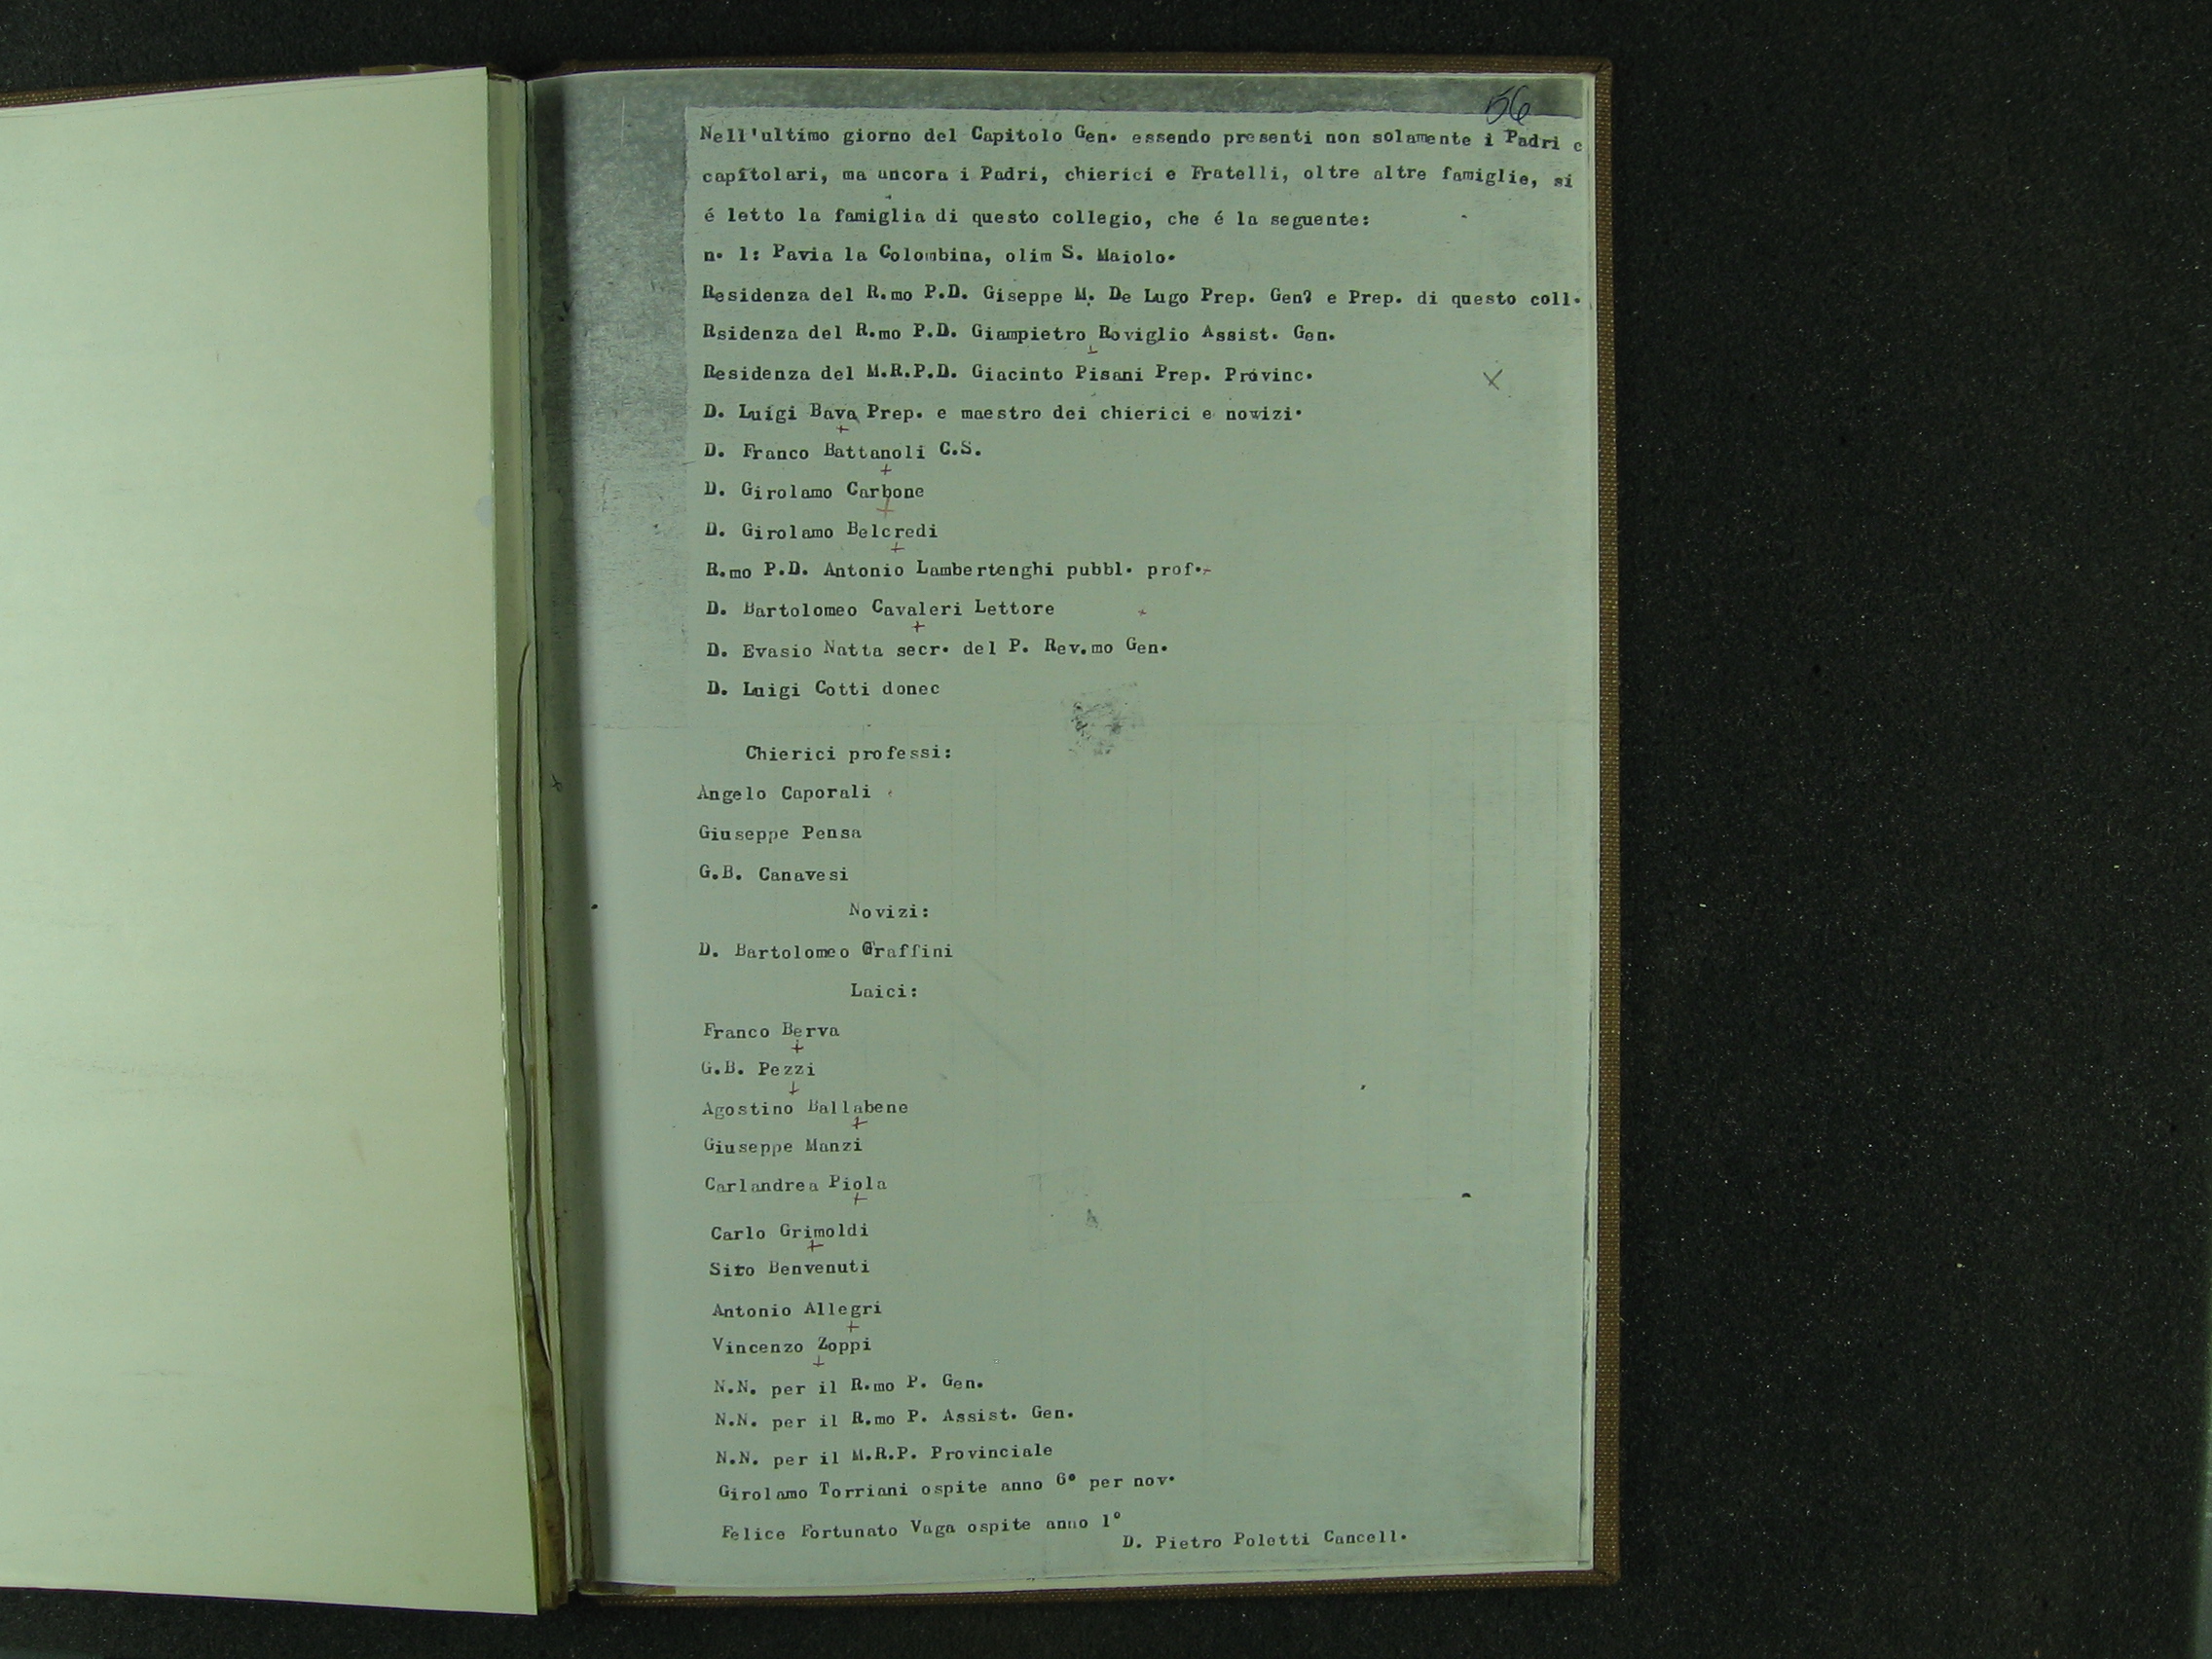 56
Nell'ultimo giorno del Capitolo Gen. essendo presenti non solamente i Padri c
capitolari, ma ancora i Padri, chierici e Fratelli, oltre altre famiglie, si
é letto la famiglia di questo collegio, che é la seguente:
n. 1: Pavia la Colombina, olim S. Maiolo.
Residenza del R.mo P.D. Giseppe M. De Lugo Prep. Gen? e Prep. di questo coll.
Rsidenza del R.mo P.D. Giampietro Roviglio Assist. Gen.
Residenza del M.R.P.D. Giacinto Pisani Prep. Provinc.
D. Luigi Bava Prep. e maestro dei chierici e nowizi.
D. Franco Battanoli C.S.
D. Girolamo Carbone
D. Girolamo Belcredi
R.mo P.D. Antonio Lambertenghi pubbl. prof.
D. Bartolomeo Cavaleri Lettore
D. Evasio Natta secr. del P. Rev.mo Gen.
D. Luigi Cotti donec
Chierici professi:
Angelo Caporali
Giuseppe Pensa
G.B. Canavesi
Novizi:
D. Bartolomeo Graffini
Laici:
Franco Berva
G.B. Pezzi
Agostino Ballabene
Giuseppe Manzi
Carlandrea Piola
Carlo Grimoldi
Siro Benvenuti
Antonio Allegri
Vincenzo Zoppi
N.N. per il R.mo P. Gen.
N.N. per il R.mo P. Assist. Gen.
N.N. per il M.R.P. Provinciale
Girolamo Torriani ospite anno 6° per nov.
Felice Fortunato Vaga ospite anno 1°
D. Pietro Poletti Cancell.